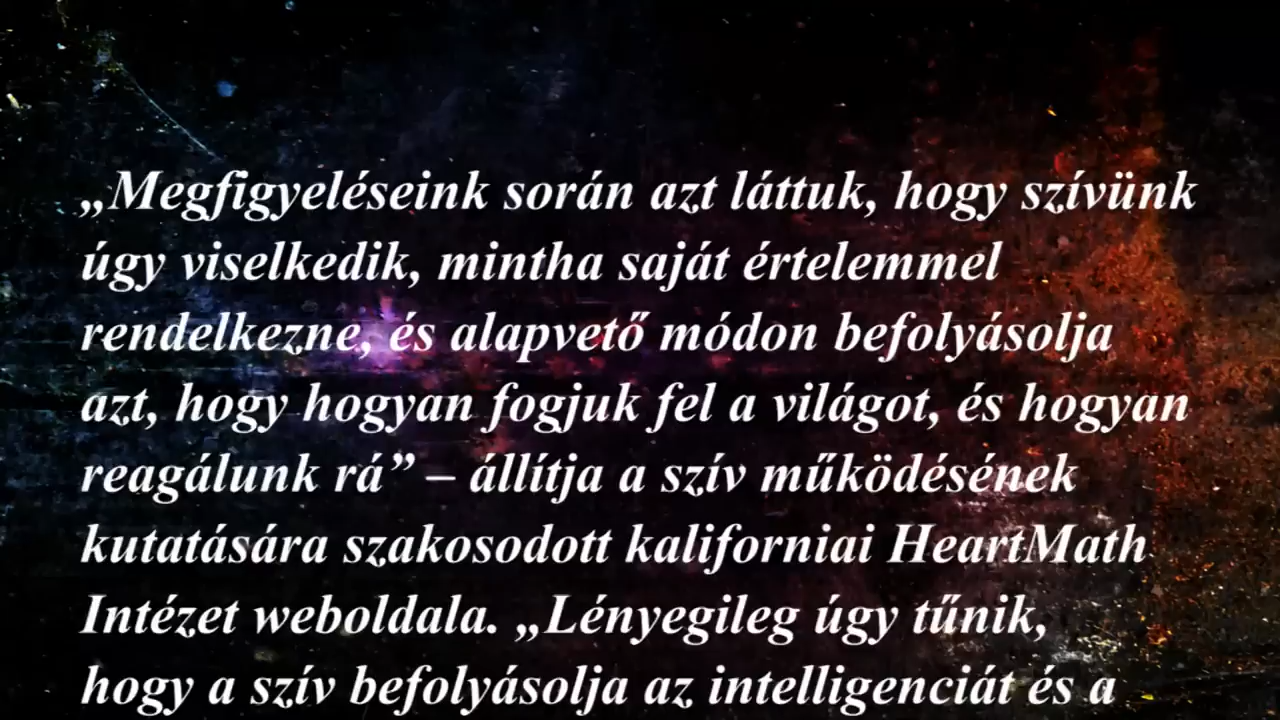 „Megfigyeléseink során azt láttuk, hogy szívünk
úgy viselkedik, mintha saját értelemmel
rendelkezne, és alapvető módon befolyásolja
azt, hogy hogyan fogjuk fel a világot, és hogyan
reagálunk rá” – állítja a szív működésének
kutatására szakosodott kaliforniai HeartMath
Intézet weboldala. „Lényegileg úgy tűnik,
hogy a szív befolyásolja az intelligenciát és a